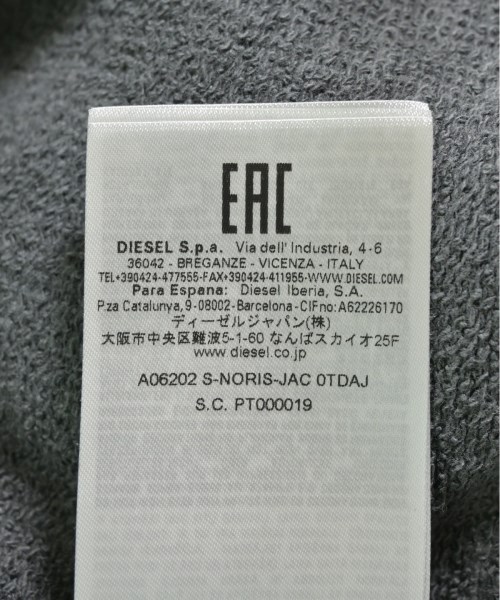 EAC
DIESEL S.p.a. Via dell' Industria, 4-6
36042 - BREGANZE - VICENZA - ITALY
TEL+390424-477555-FAX+390424-411955-WWW.DIESEL.COM
Para Espana: Diesel Iberia, S.A.
P.za Catalunya, 9-08002-Barcelona-CIFno:A62226170
ディーゼルジャパン(株)
大阪市中央区難波5-1-60 なんばスカイオ25F
www.diesel.co.jp
A06202 S-NORIS-JAC 0TDAJ
S.C. PT000019